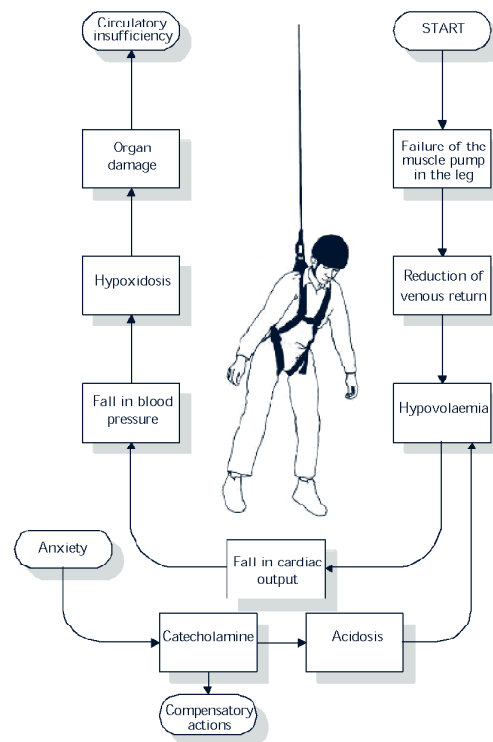 Circulatory
insufficiency
START
Organ
damage
Failure of the
muscle pump
in the leg
Hypoxidosis
Reduction of
venous return
Fall in blood
pressure
Hypovolaemia
Anxiety
Fall in cardiac
output
Catecholamine
Acidosis
Compensatory
actions